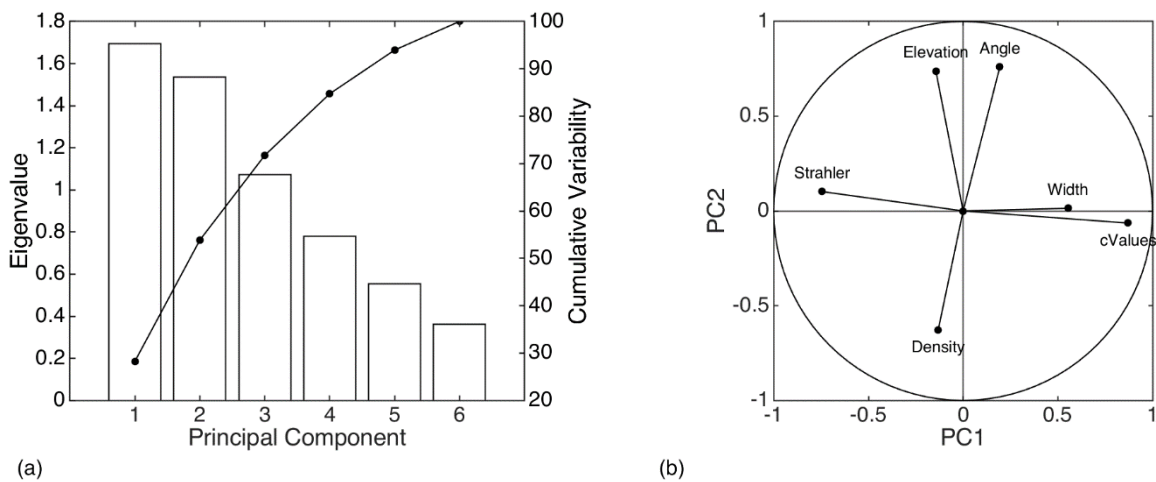 1.8
1.6
1.4
1.2
1
0.8
0.6
0.4
0.2
0
Eigenvalue
100
90
80
70
60
50
40
30
20
Cumulative Variability
1 2 3 4 5 6
Principal Component
(a)
1
0.5
0
-0.5
-1
PC2
Elevation Angle
Strahler
Width
cValues
Density
-1 -0.5 0 0.5 1
PC1
(b)